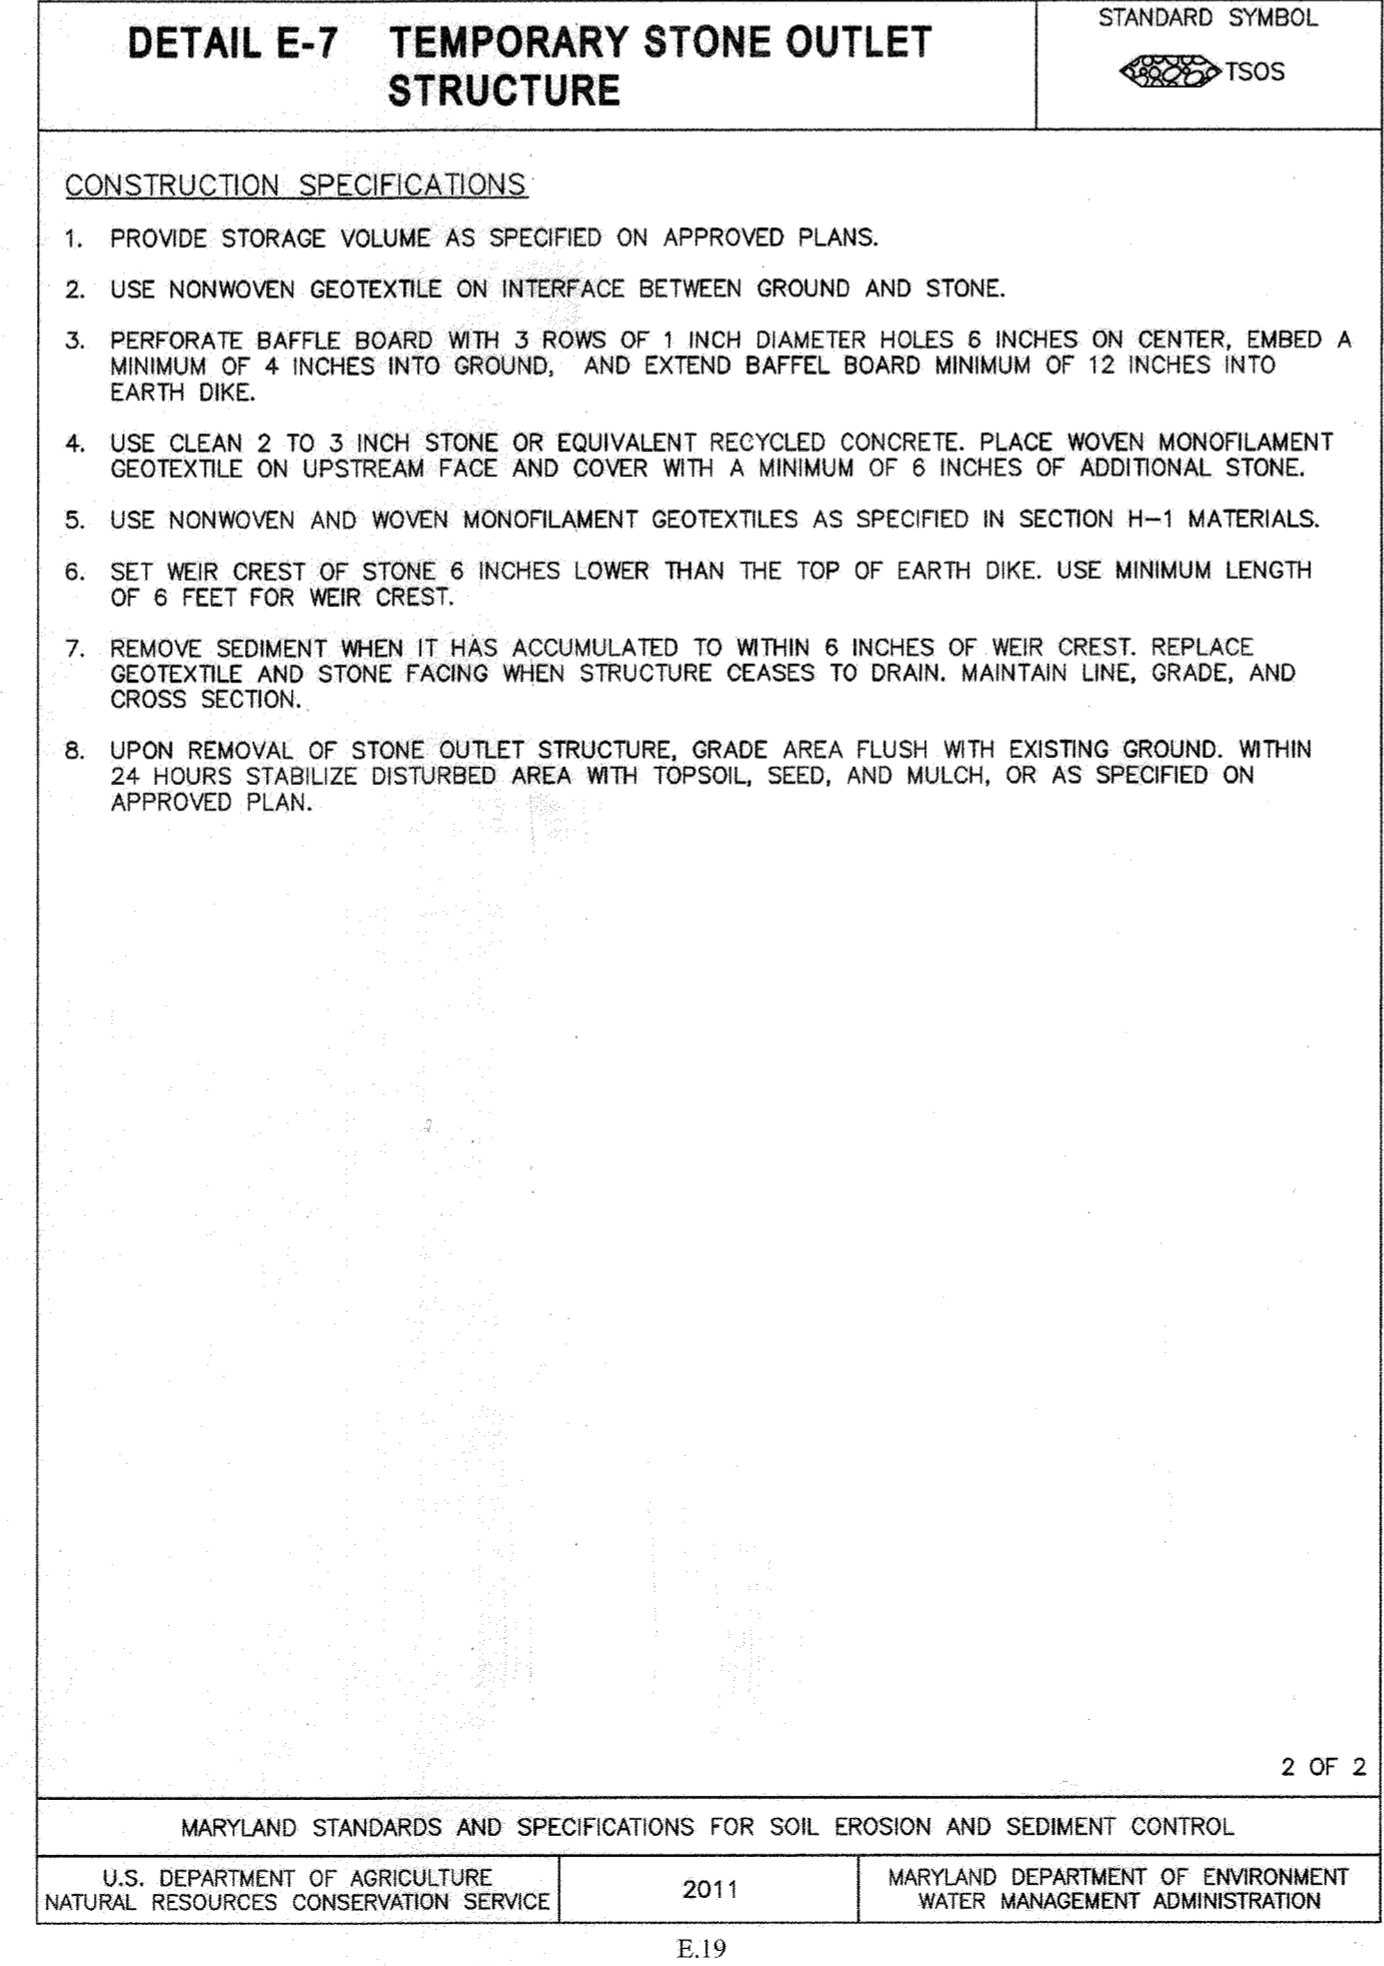 DETAIL E-7 TEMPORARY STONE OUTLET
STRUCTURE
STANDARD SYMBOL
TSOS
CONSTRUCTION SPECIFICATIONS
1. PROVIDE STORAGE VOLUME AS SPECIFIED ON APPROVED PLANS.
2. USE NONWOVEN GEOTEXTILE ON INTERFACE BETWEEN GROUND AND STONE.
3. PERFORATE BAFFLE BOARD WITH 3 ROWS OF 1 INCH DIAMETER HOLES 6 INCHES ON CENTER, EMBED A
MINIMUM OF 4 INCHES INTO GROUND, AND EXTEND BAFFEL BOARD MINIMUM OF 12 INCHES INTO
EARTH DIKE.
4. USE CLEAN 2 TO 3 INCH STONE OR EQUIVALENT RECYCLED CONCRETE. PLACE WOVEN MONOFILAMENT
GEOTEXTILE ON UPSTREAM FACE AND COVER WITH A MINIMUM OF 6 INCHES OF ADDITIONAL STONE.
5. USE NONWOVEN AND WOVEN MONOFILAMENT GEOTEXTILES AS SPECIFIED IN SECTION H-1 MATERIALS.
6. SET WEIR CREST OF STONE 6 INCHES LOWER THAN THE TOP OF EARTH DIKE. USE MINIMUM LENGTH
OF 6 FEET FOR WEIR CREST.
7. REMOVE SEDIMENT WHEN IT HAS ACCUMULATED TO WITHIN 6 INCHES OF WEIR CREST. REPLACE
GEOTEXTILE AND STONE FACING WHEN STRUCTURE CEASES TO DRAIN. MAINTAIN LINE, GRADE, AND
CROSS SECTION.
8. UPON REMOVAL OF STONE OUTLET STRUCTURE, GRADE AREA FLUSH WITH EXISTING GROUND. WITHIN
24 HOURS STABILIZE DISTURBED AREA WITH TOPSOIL, SEED, AND MULCH, OR AS SPECIFIED ON
APPROVED PLAN.
2 OF 2
MARYLAND STANDARDS AND SPECIFICATIONS FOR SOIL EROSION AND SEDIMENT CONTROL
U.S. DEPARTMENT OF AGRICULTURE
NATURAL RESOURCES CONSERVATION SERVICE
2011
MARYLAND DEPARTMENT OF ENVIRONMENT
WATER MANAGEMENT ADMINISTRATION
E.19